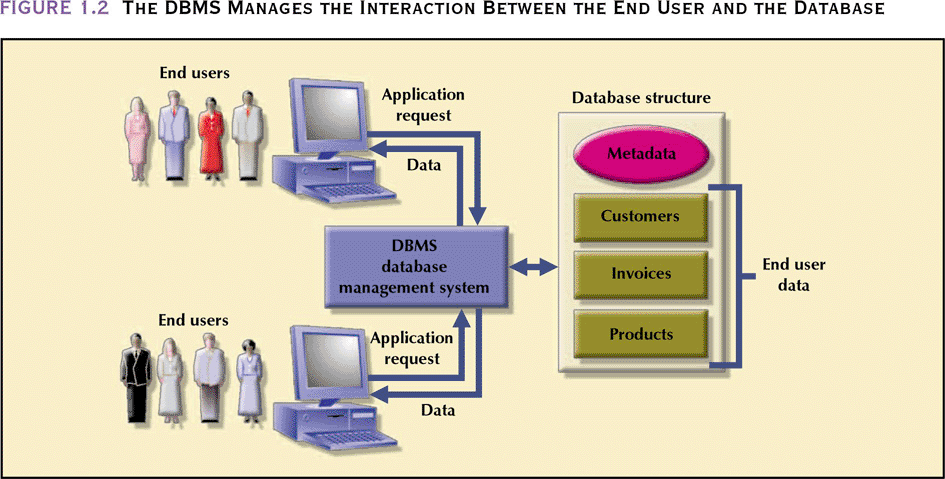 FIGURE 1.2 THE DBMS MANAGES THE INTERACTION BETWEEN THE END USER AND THE DATABASE
End users
Application
request
Data
Database structure
Metadata
Customers
Invoices
Products
End user
data
DBMS
database
management system
End users
Application
request
Data